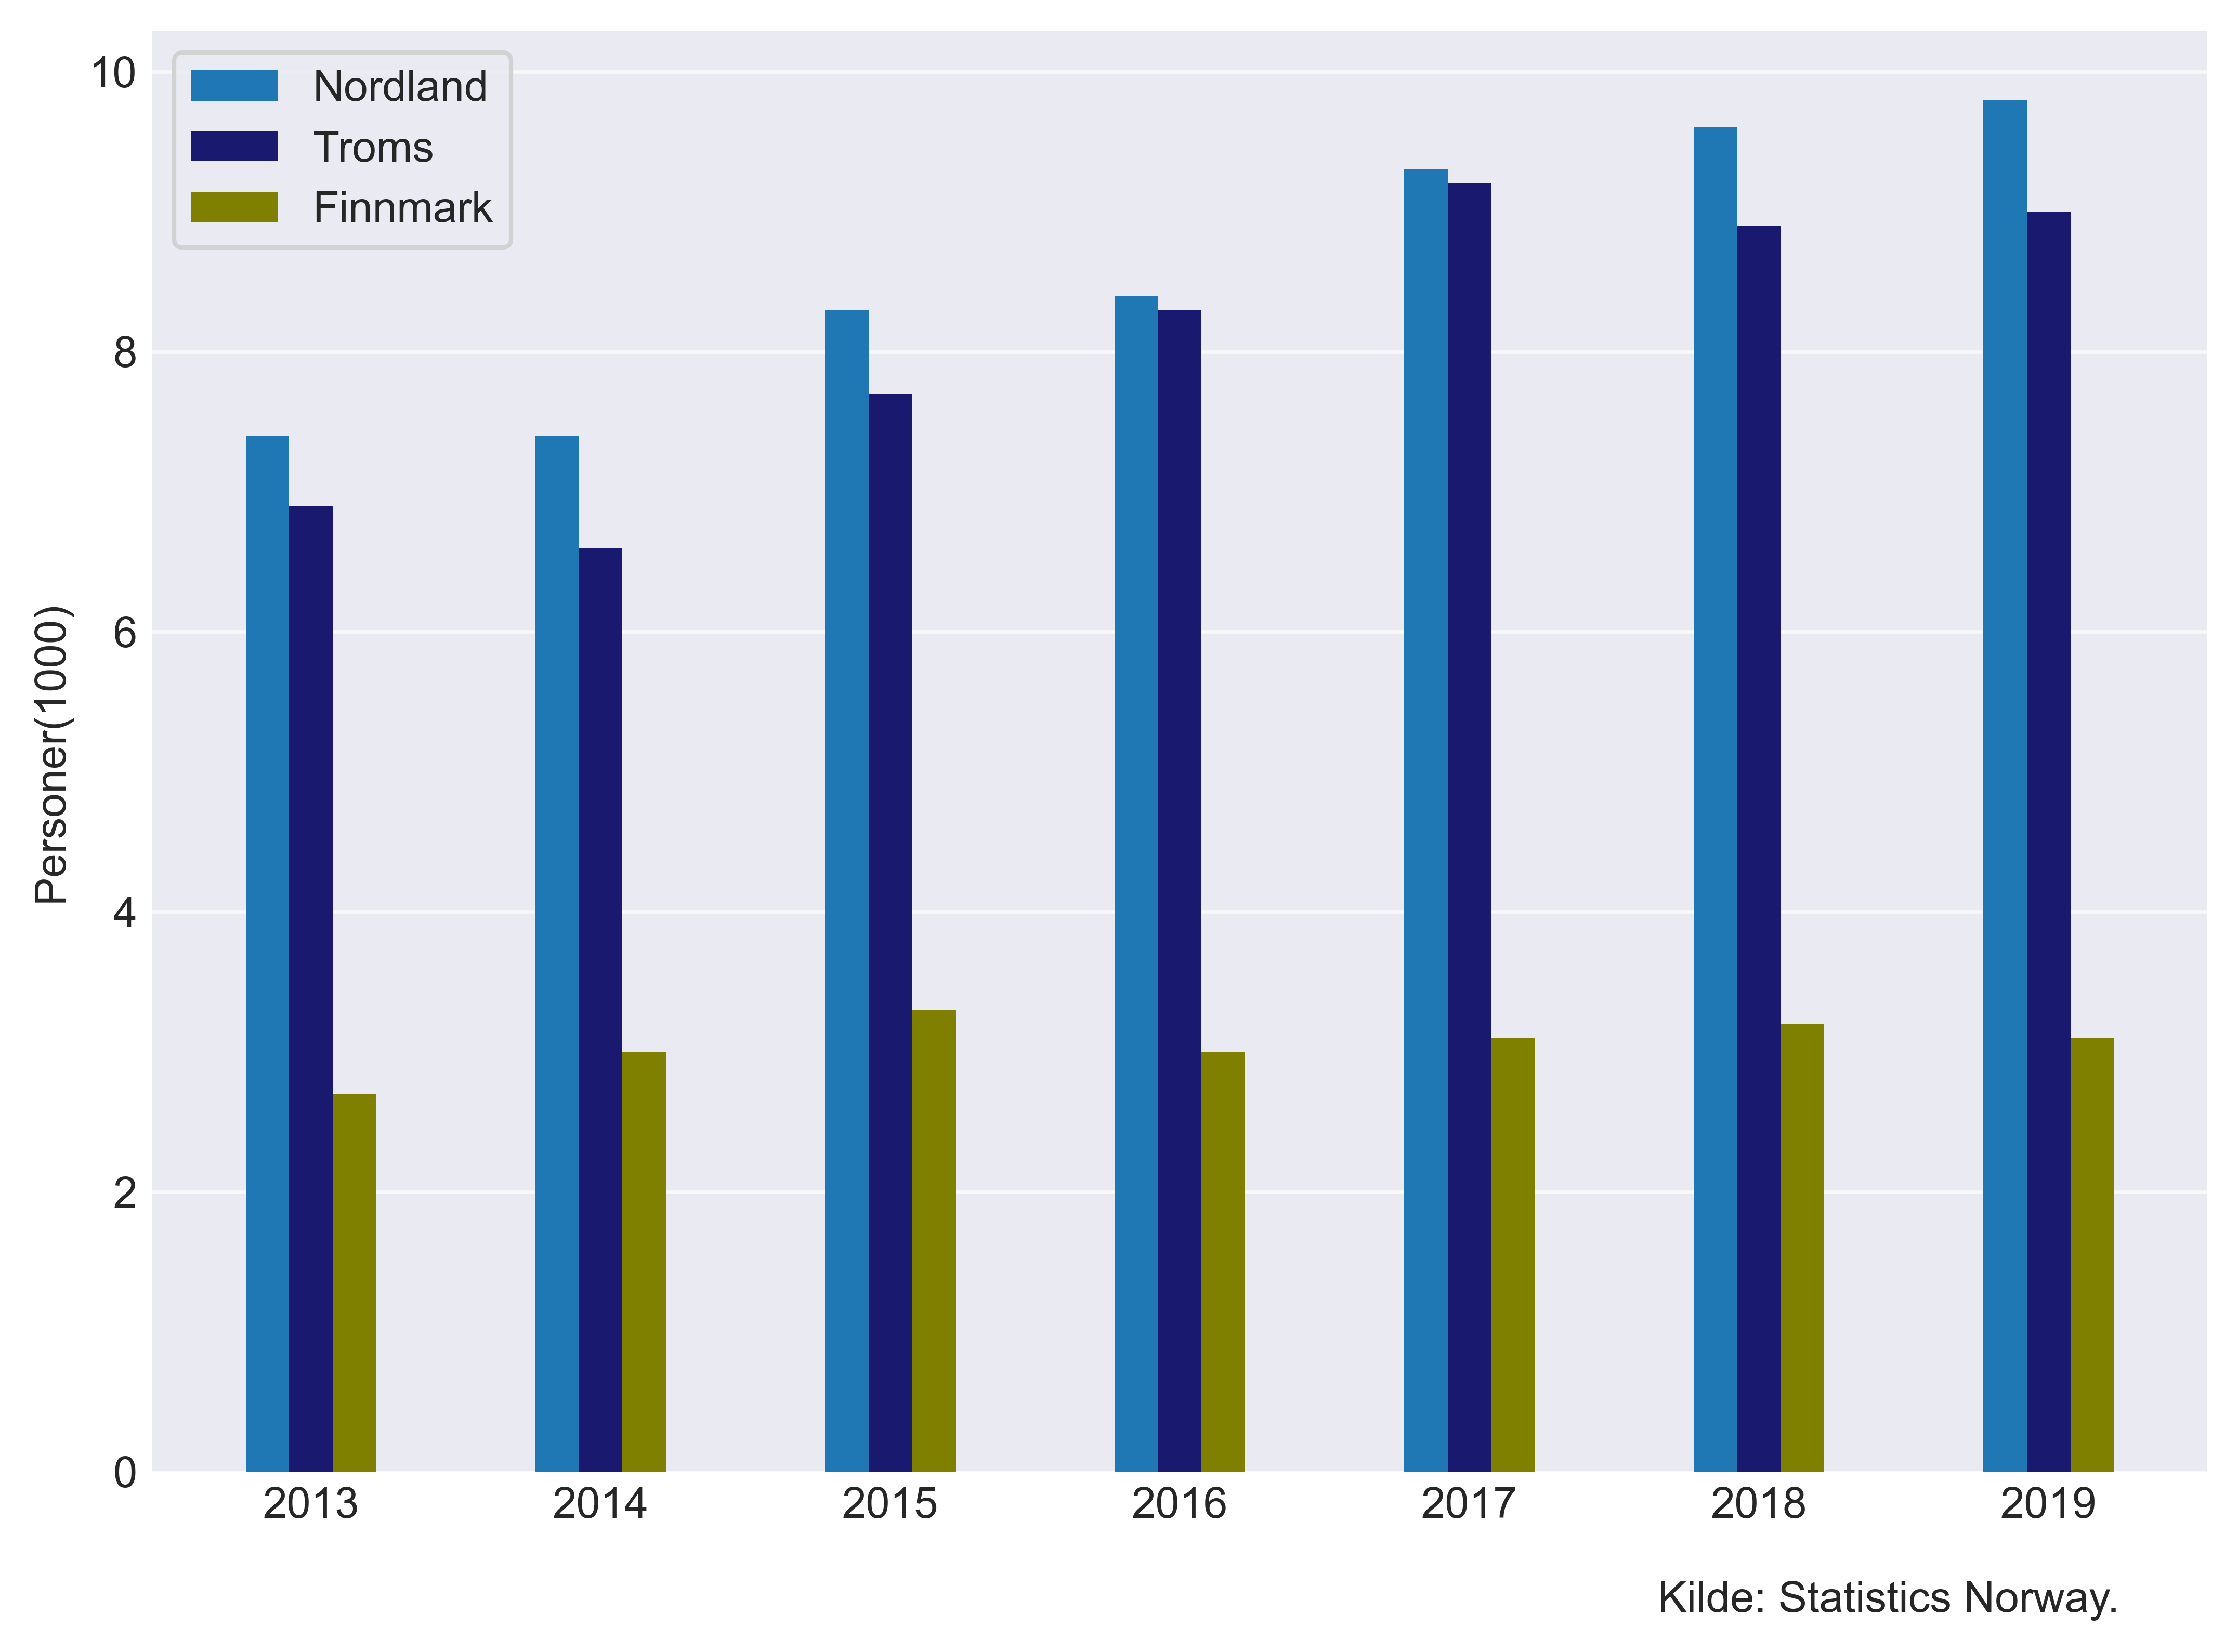 10
8
6
4
2
0
Personer(1000)
Nordland
Troms
Finnmark
2013 2014 2015 2016 2017 2018 2019
Kilde: Statistics Norway.